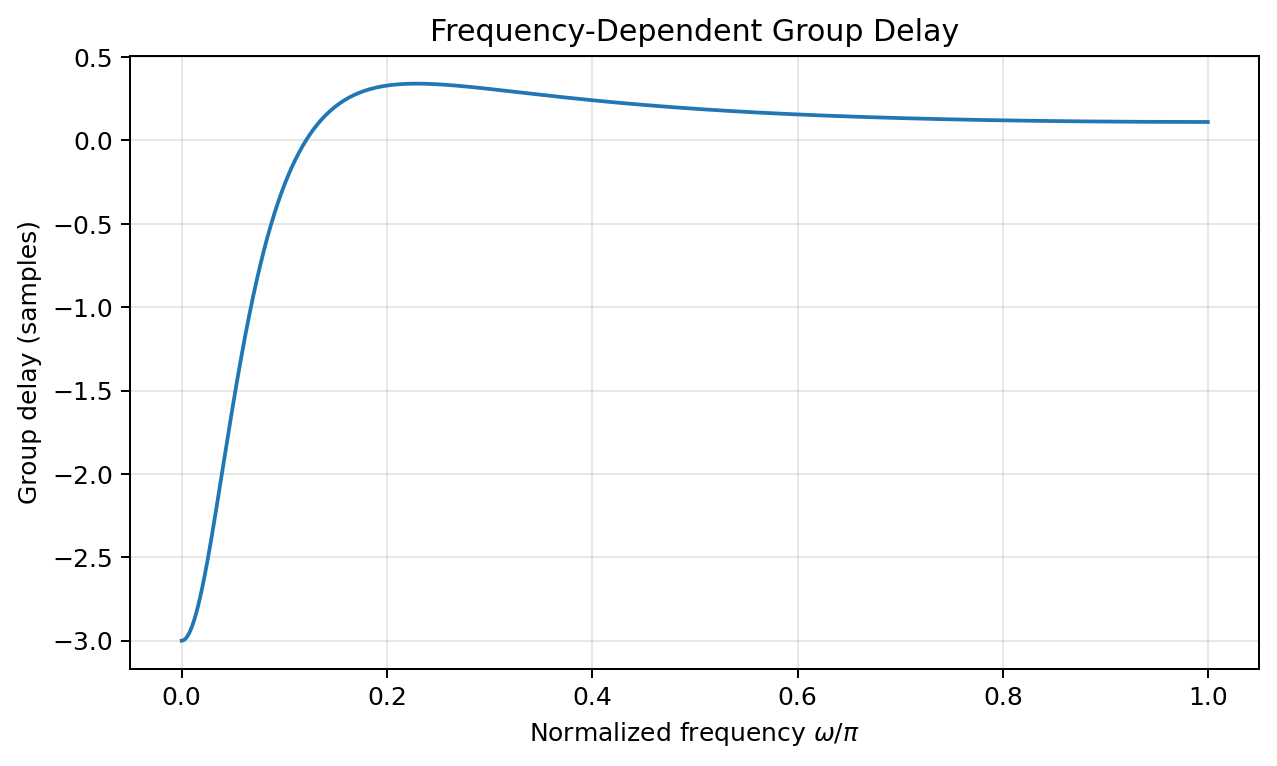 Frequency-Dependent Group Delay
Group delay (samples)
0.5
0.0
−0.5
−1.0
−1.5
−2.0
−2.5
−3.0
0.0 0.2 0.4 0.6 0.8 1.0
Normalized frequency ω/π